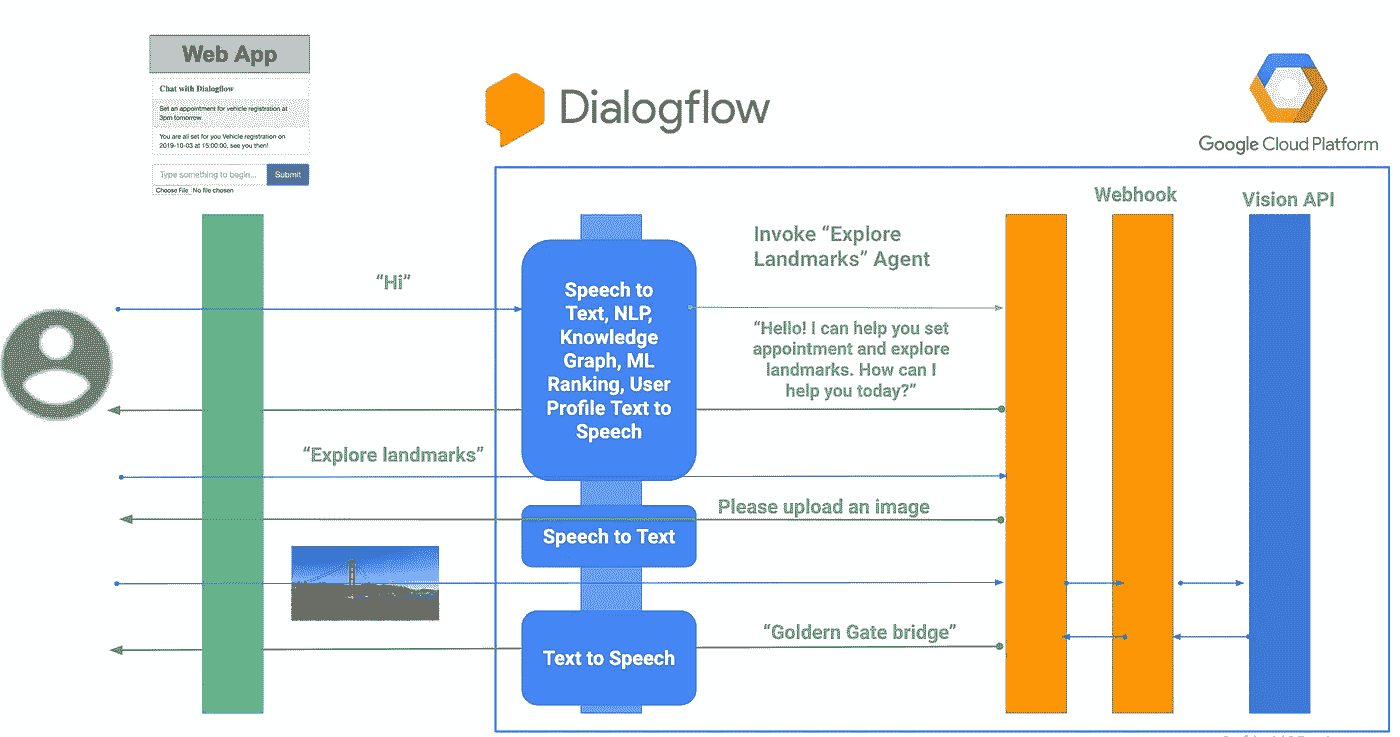 Web App
Chat with Dialogflow
Set an appointment for vehicle registration at
3pm tomorrow
You are all set for you Vehicle registration on
2019-10-03 at 15:00:00, see you then!
Type something to begin...
Submit
Choose File
No file chosen
Dialogflow
Google Cloud Platform
Webhook
Vision API
Invoke “Explore
Landmarks” Agent
“Hi”
Speech to
Text, NLP,
Knowledge
Graph, ML
Ranking, User
Profile Text to
Speech
“Hello! I can help you set
appointment and explore
landmarks. How can I
help you today?”
“Explore landmarks”
Please upload an image
Speech to Text
“Goldern Gate bridge”
Text to Speech